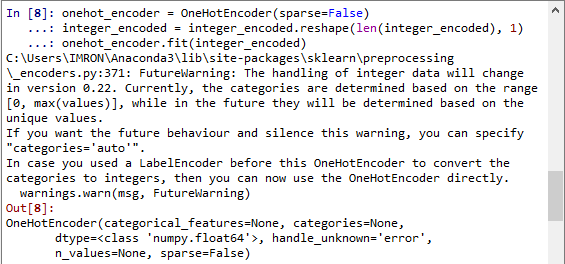 In [8]: onehot_encoder = OneHotEncoder(sparse=False)
...: integer_encoded = integer_encoded.reshape(len(integer_encoded), 1)
...: onehot_encoder.fit(integer_encoded)
C:\Users\IMRON\Anaconda3\lib\site-packages\sklearn\preprocessing
\_encoders.py:371: FutureWarning: The handling of integer data will change
in version 0.22. Currently, the categories are determined based on the range
[0, max(values)], while in the future they will be determined based on the
unique values.
If you want the future behaviour and silence this warning, you can specify
"categories='auto'".
In case you used a LabelEncoder before this OneHotEncoder to convert the
categories to integers, then you can now use the OneHotEncoder directly.
warnings.warn(msg, FutureWarning)
Out[8]:
OneHotEncoder(categorical_features=None, categories=None,
dtype=<class 'numpy.float64'>, handle_unknown='error',
n_values=None, sparse=False)